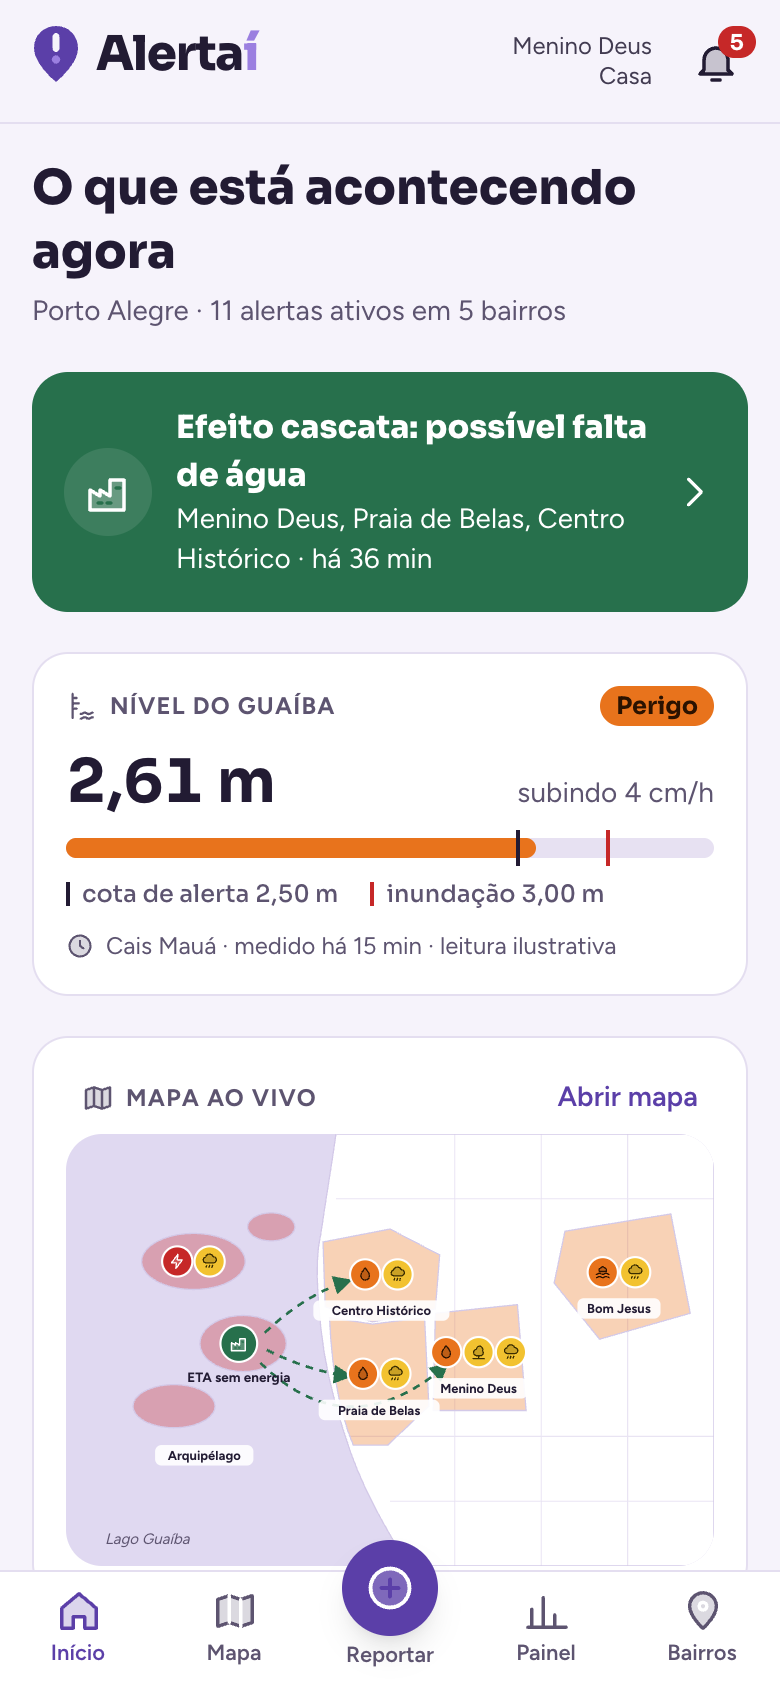 Alertaí
Menino Deus
Casa
5
O que está acontecendo
agora
Porto Alegre · 11 alertas ativos em 5 bairros
Efeito cascata: possível falta
de água
Menino Deus, Praia de Belas, Centro
Histórico · há 36 min
NÍVEL DO GUAÍBA
Perigo
2,61 m
subindo 4 cm/h
cota de alerta 2,50 m
inundação 3,00 m
Cais Mauá · medido há 15 min · leitura ilustrativa
MAPA AO VIVO
Abrir mapa
Centro Histórico
Bom Jesus
ETA sem energia
Menino Deus
Praia de Belas
Arquipélago
Lago Guaíba
Início
Mapa
Reportar
Painel
Bairros